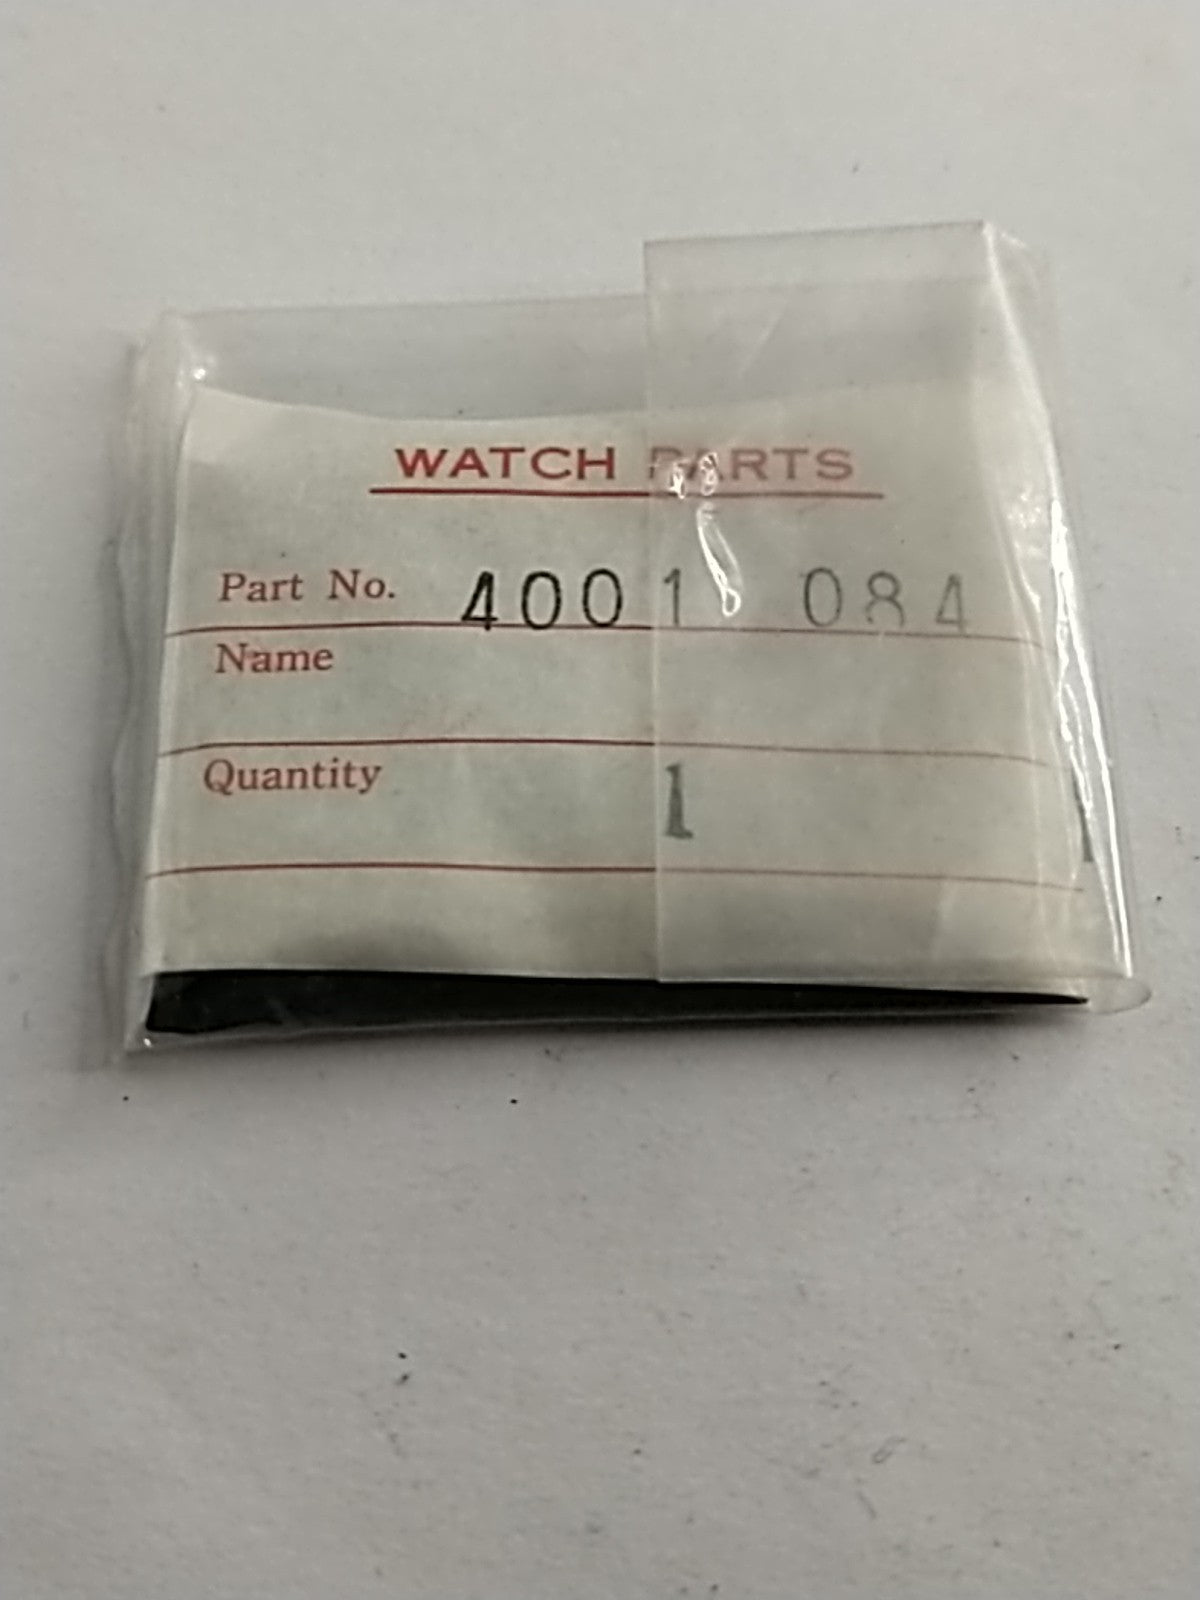 WATCH PARTS
Part No. 4001 084
Name
Quantity 1